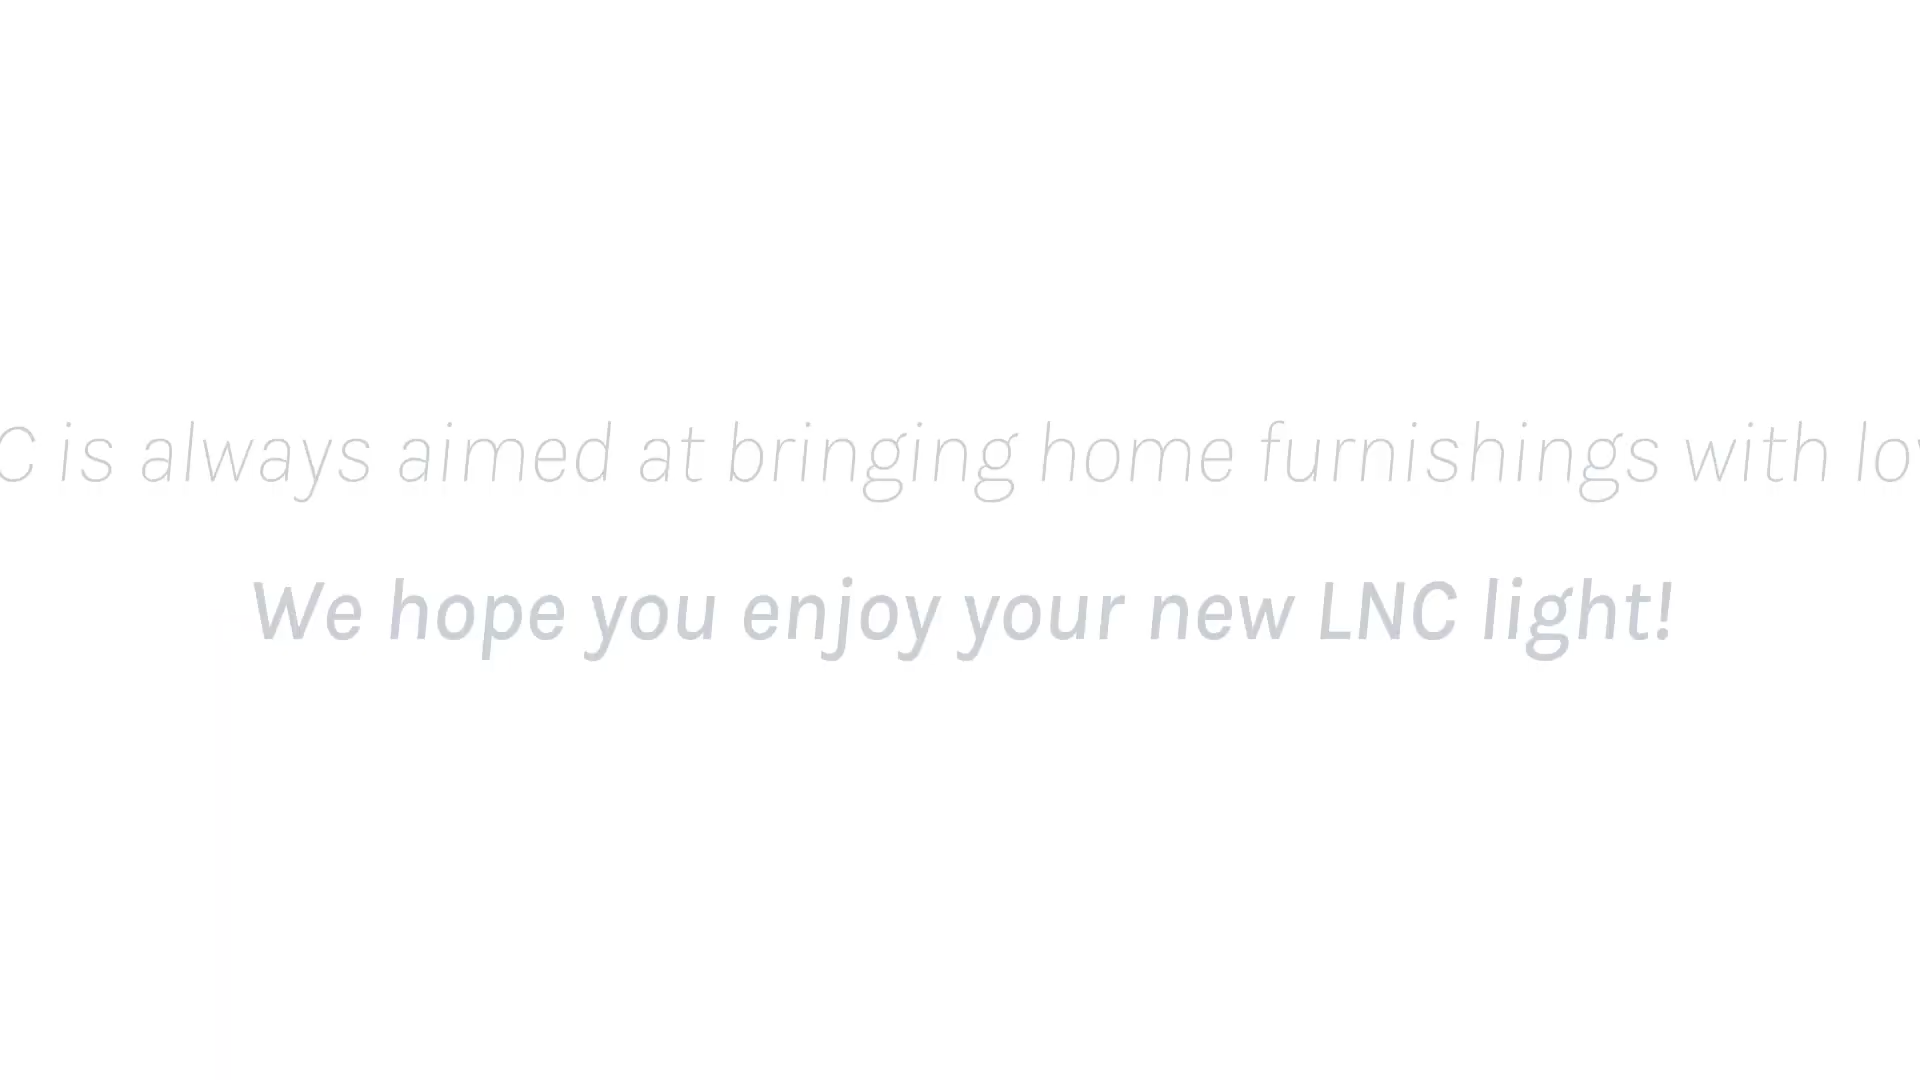 C is always aimed at bringing home furnishings with lo
We hope you enjoy your new LNC light!